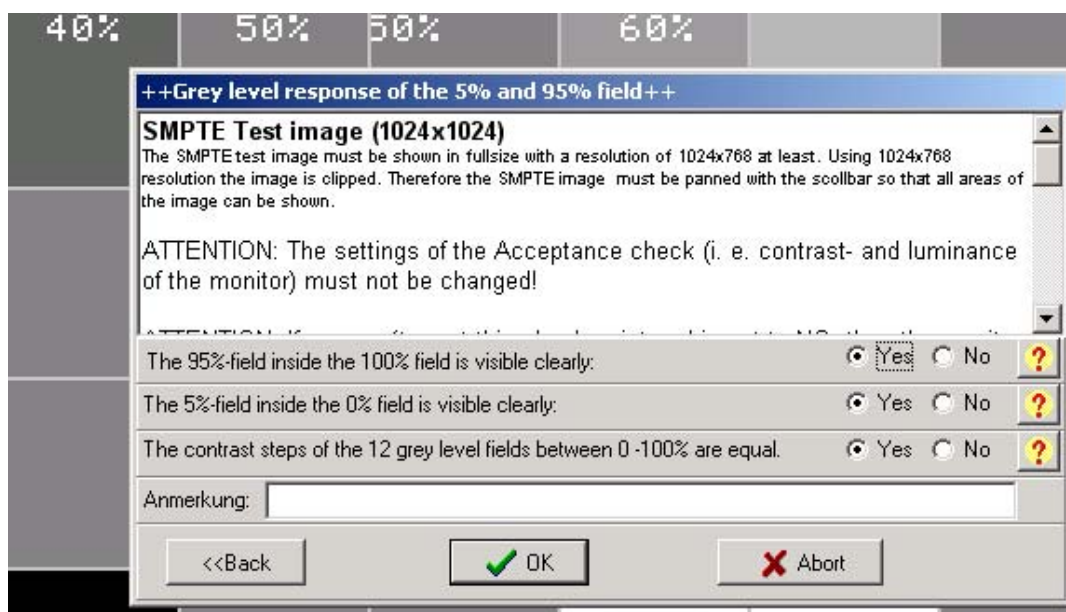 40% 50% 50% 60%
++Grey level response of the 5% and 95% field++
SMPTE Test image (1024x1024)
The SMPTE test image must be shown in fullsize with a resolution of 1024x768 at least. Using 1024x768
resolution the image is clipped. Therefore the SMPTE image must be panned with the scollbar so that all areas of
the image can be shown.
ATTENTION: The settings of the Acceptance check (i. e. contrast- and luminance
of the monitor) must not be changed!
The 95%-field inside the 100% field is visible clearly: Yes No ?
The 5%-field inside the 0% field is visible clearly: Yes No ?
The contrast steps of the 12 grey level fields between 0 -100% are equal. Yes No ?
Anmerkung:
<<Back OK Abort